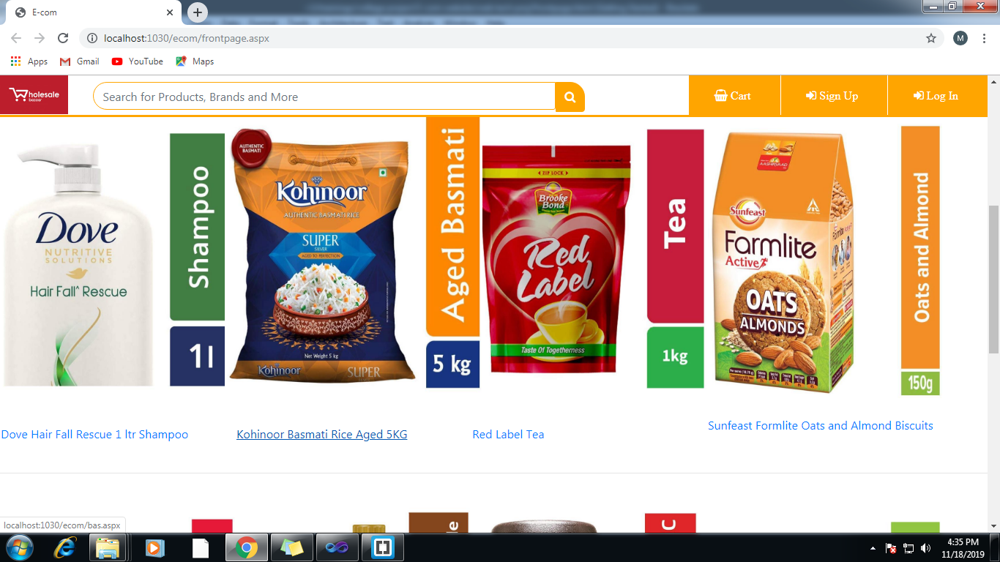 E-com
localhost:1030/ecom/frontpage.aspx
M
Apps
Gmail
YouTube
Maps
Wholesale
bazaar
Search for Products, Brands and More
Cart
Sign Up
Log In
Dove
NUTRITIVE
SOLUTIONS
Hair Fall^ Rescue
Shampoo
1l
AUTHENTIC
BASMATI
Kohinoor
AUTHENTIC BASMATI RICE
SUPER
SILVER
AGED TO PERFECTION
Net Weight 5 kg
Kohinoor
SUPER
Aged Basmati
5 kg
ZIP LOCK
Brooke
Bond
Red
Label
Taste Of Togetherness
Tea
1kg
AASHIRVAAD
Sunfeast
Farmlite
Active
OATS
ALMONDS
Oats and Almond
150g
Dove Hair Fall Rescue 1 ltr Shampoo
Kohinoor Basmati Rice Aged 5KG
Red Label Tea
Sunfeast Formlite Oats and Almond Biscuits
localhost:1030/ecom/bas.aspx
4:35 PM
11/18/2019